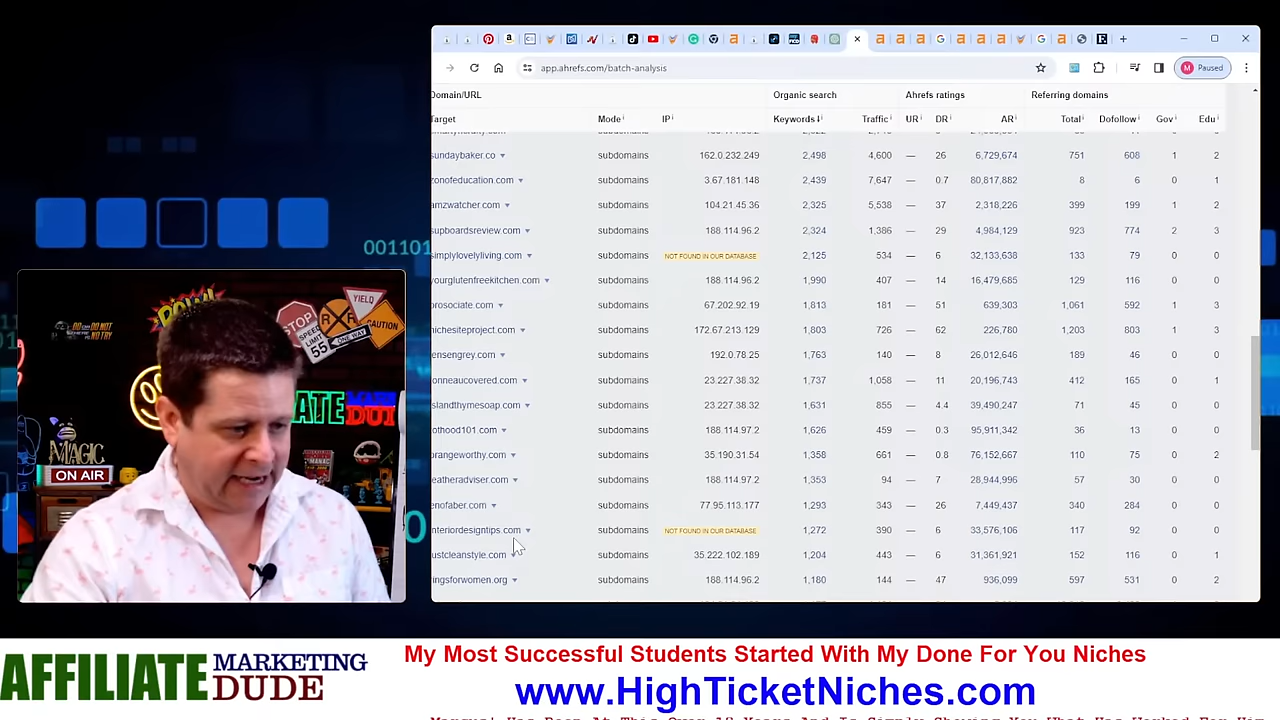 app.ahrefs.com/batch-analysis
Paused
Domain/URL Organic search Ahrefs ratings Referring domains
Target Mode IP Keywords Traffic UR DR AR Total Dofollow Gov Edu
sundaybaker.co subdomains 162.0.232.249 2,498 4,600 — 26 6,729,674 751 608 1 2
zonofeducation.com subdomains 3.67.181.148 2,439 7,647 — 0.7 80,817,882 8 6 0 1
amzwatcher.com subdomains 104.21.45.36 2,325 5,538 — 37 2,318,226 399 199 1 2
supboardsreview.com subdomains 188.114.96.2 2,324 1,386 — 29 4,984,129 923 774 2 3
simplylovelyliving.com subdomains NOT FOUND IN OUR DATABASE 2,125 534 — 6 32,133,638 133 79 0 0
yourglutenfreekitchen.com subdomains 188.114.96.2 1,990 407 — 14 16,479,685 129 116 0 0
prosociate.com subdomains 67.202.92.19 1,813 181 — 51 639,303 1,061 592 1 3
nichesiteproject.com subdomains 172.67.213.129 1,803 726 — 62 226,780 1,203 803 1 3
ensengrey.com subdomains 192.0.78.25 1,763 140 — 8 26,012,646 189 46 0 0
onneaucovered.com subdomains 23.227.38.32 1,737 1,058 — 11 20,196,743 412 165 0 1
slandthymesoap.com subdomains 23.227.38.32 1,631 855 — 4.4 39,490,247 71 45 0 0
othood101.com subdomains 188.114.97.2 1,626 459 — 0.3 95,911,342 36 13 0 0
orangeworthy.com subdomains 35.190.31.54 1,358 661 — 0.8 76,152,667 110 75 0 2
eatheradviser.com subdomains 188.114.97.2 1,353 94 — 7 28,944,996 57 30 0 0
enofaber.com subdomains 77.95.113.177 1,293 343 — 26 7,449,437 340 284 0 0
nteriordesigntips.com subdomains NOT FOUND IN OUR DATABASE 1,272 390 — 6 33,576,106 117 92 0 0
ustcleanstyle.com subdomains 35.222.102.189 1,204 443 — 6 31,361,921 152 116 0 1
ingsforwomen.org subdomains 188.114.96.2 1,180 144 — 47 936,099 597 531 0 2
001101
POW!
STOP
YIELD
SPEED
LIMIT
55
R R
ONE WAY
CAUTION
DO OR DO NOT
NO TRY
MAGIC
ON AIR
AFFILIATE MARKETING
DUDE
My Most Successful Students Started With My Done For You Niches
www.HighTicketNiches.com